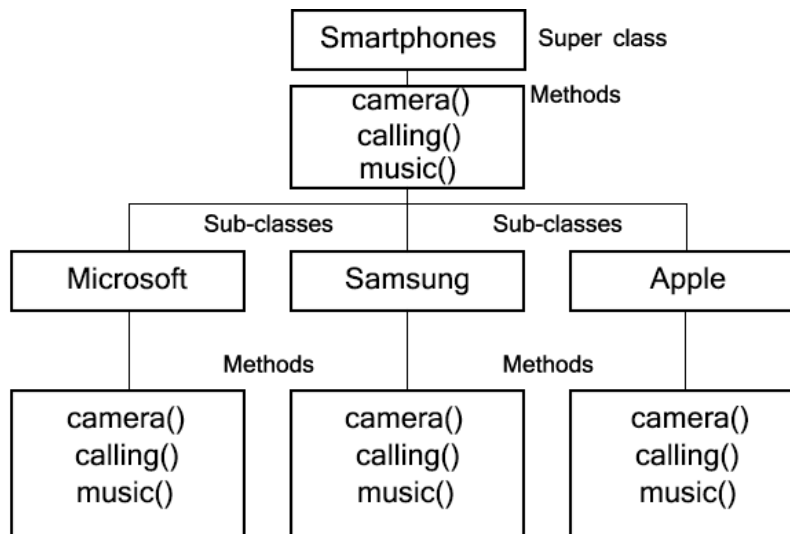 Smartphones
Super class
camera()
calling()
music()
Methods
Sub-classes
Sub-classes
Microsoft
Samsung
Apple
Methods
Methods
camera()
calling()
music()
camera()
calling()
music()
camera()
calling()
music()